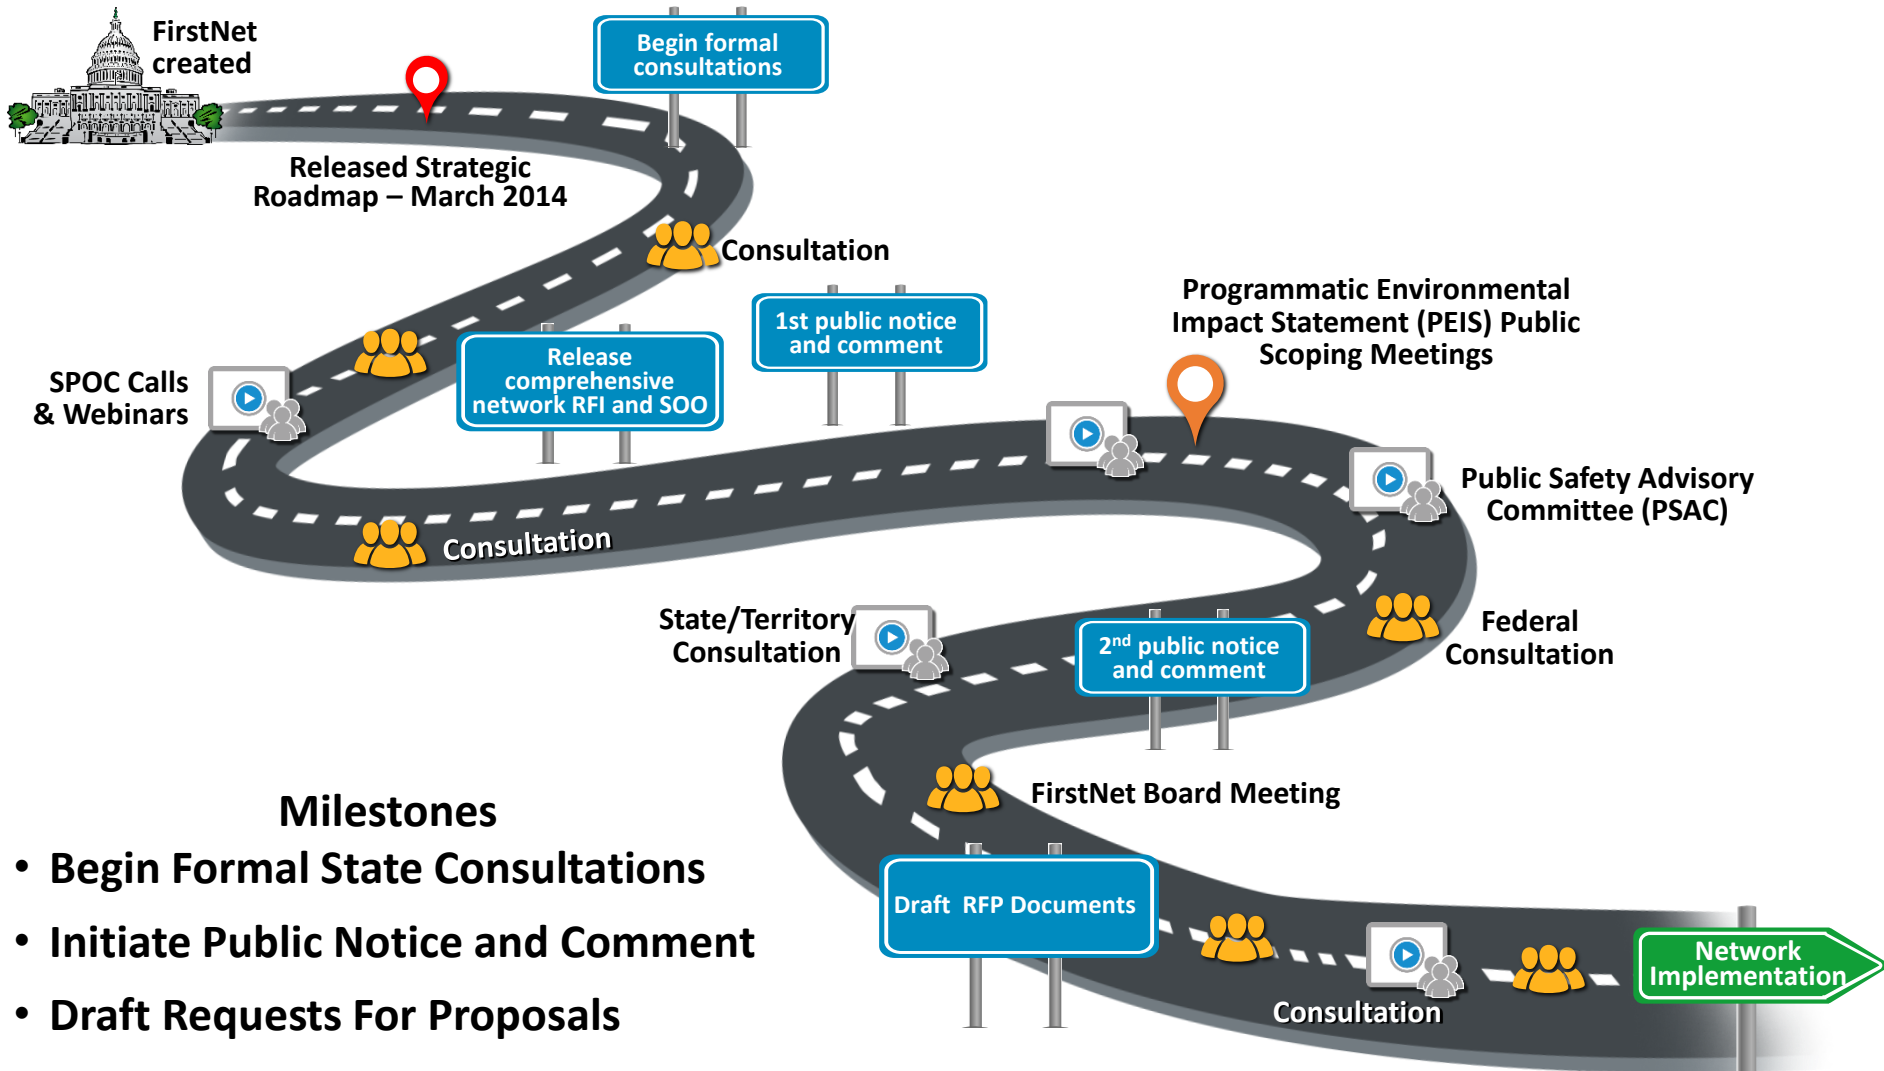 FirstNet
created
Begin formal
consultations
Released Strategic
Roadmap – March 2014
Consultation
1st public notice
and comment
Programmatic Environmental
Impact Statement (PEIS) Public
Scoping Meetings
Release
comprehensive
network RFI and SOO
SPOC Calls
& Webinars
Public Safety Advisory
Committee (PSAC)
Consultation
State/Territory
Consultation
2nd public notice
and comment
Federal
Consultation
FirstNet Board Meeting
Milestones
• Begin Formal State Consultations
• Initiate Public Notice and Comment
• Draft Requests For Proposals
Draft RFP Documents
Network
Implementation
Consultation